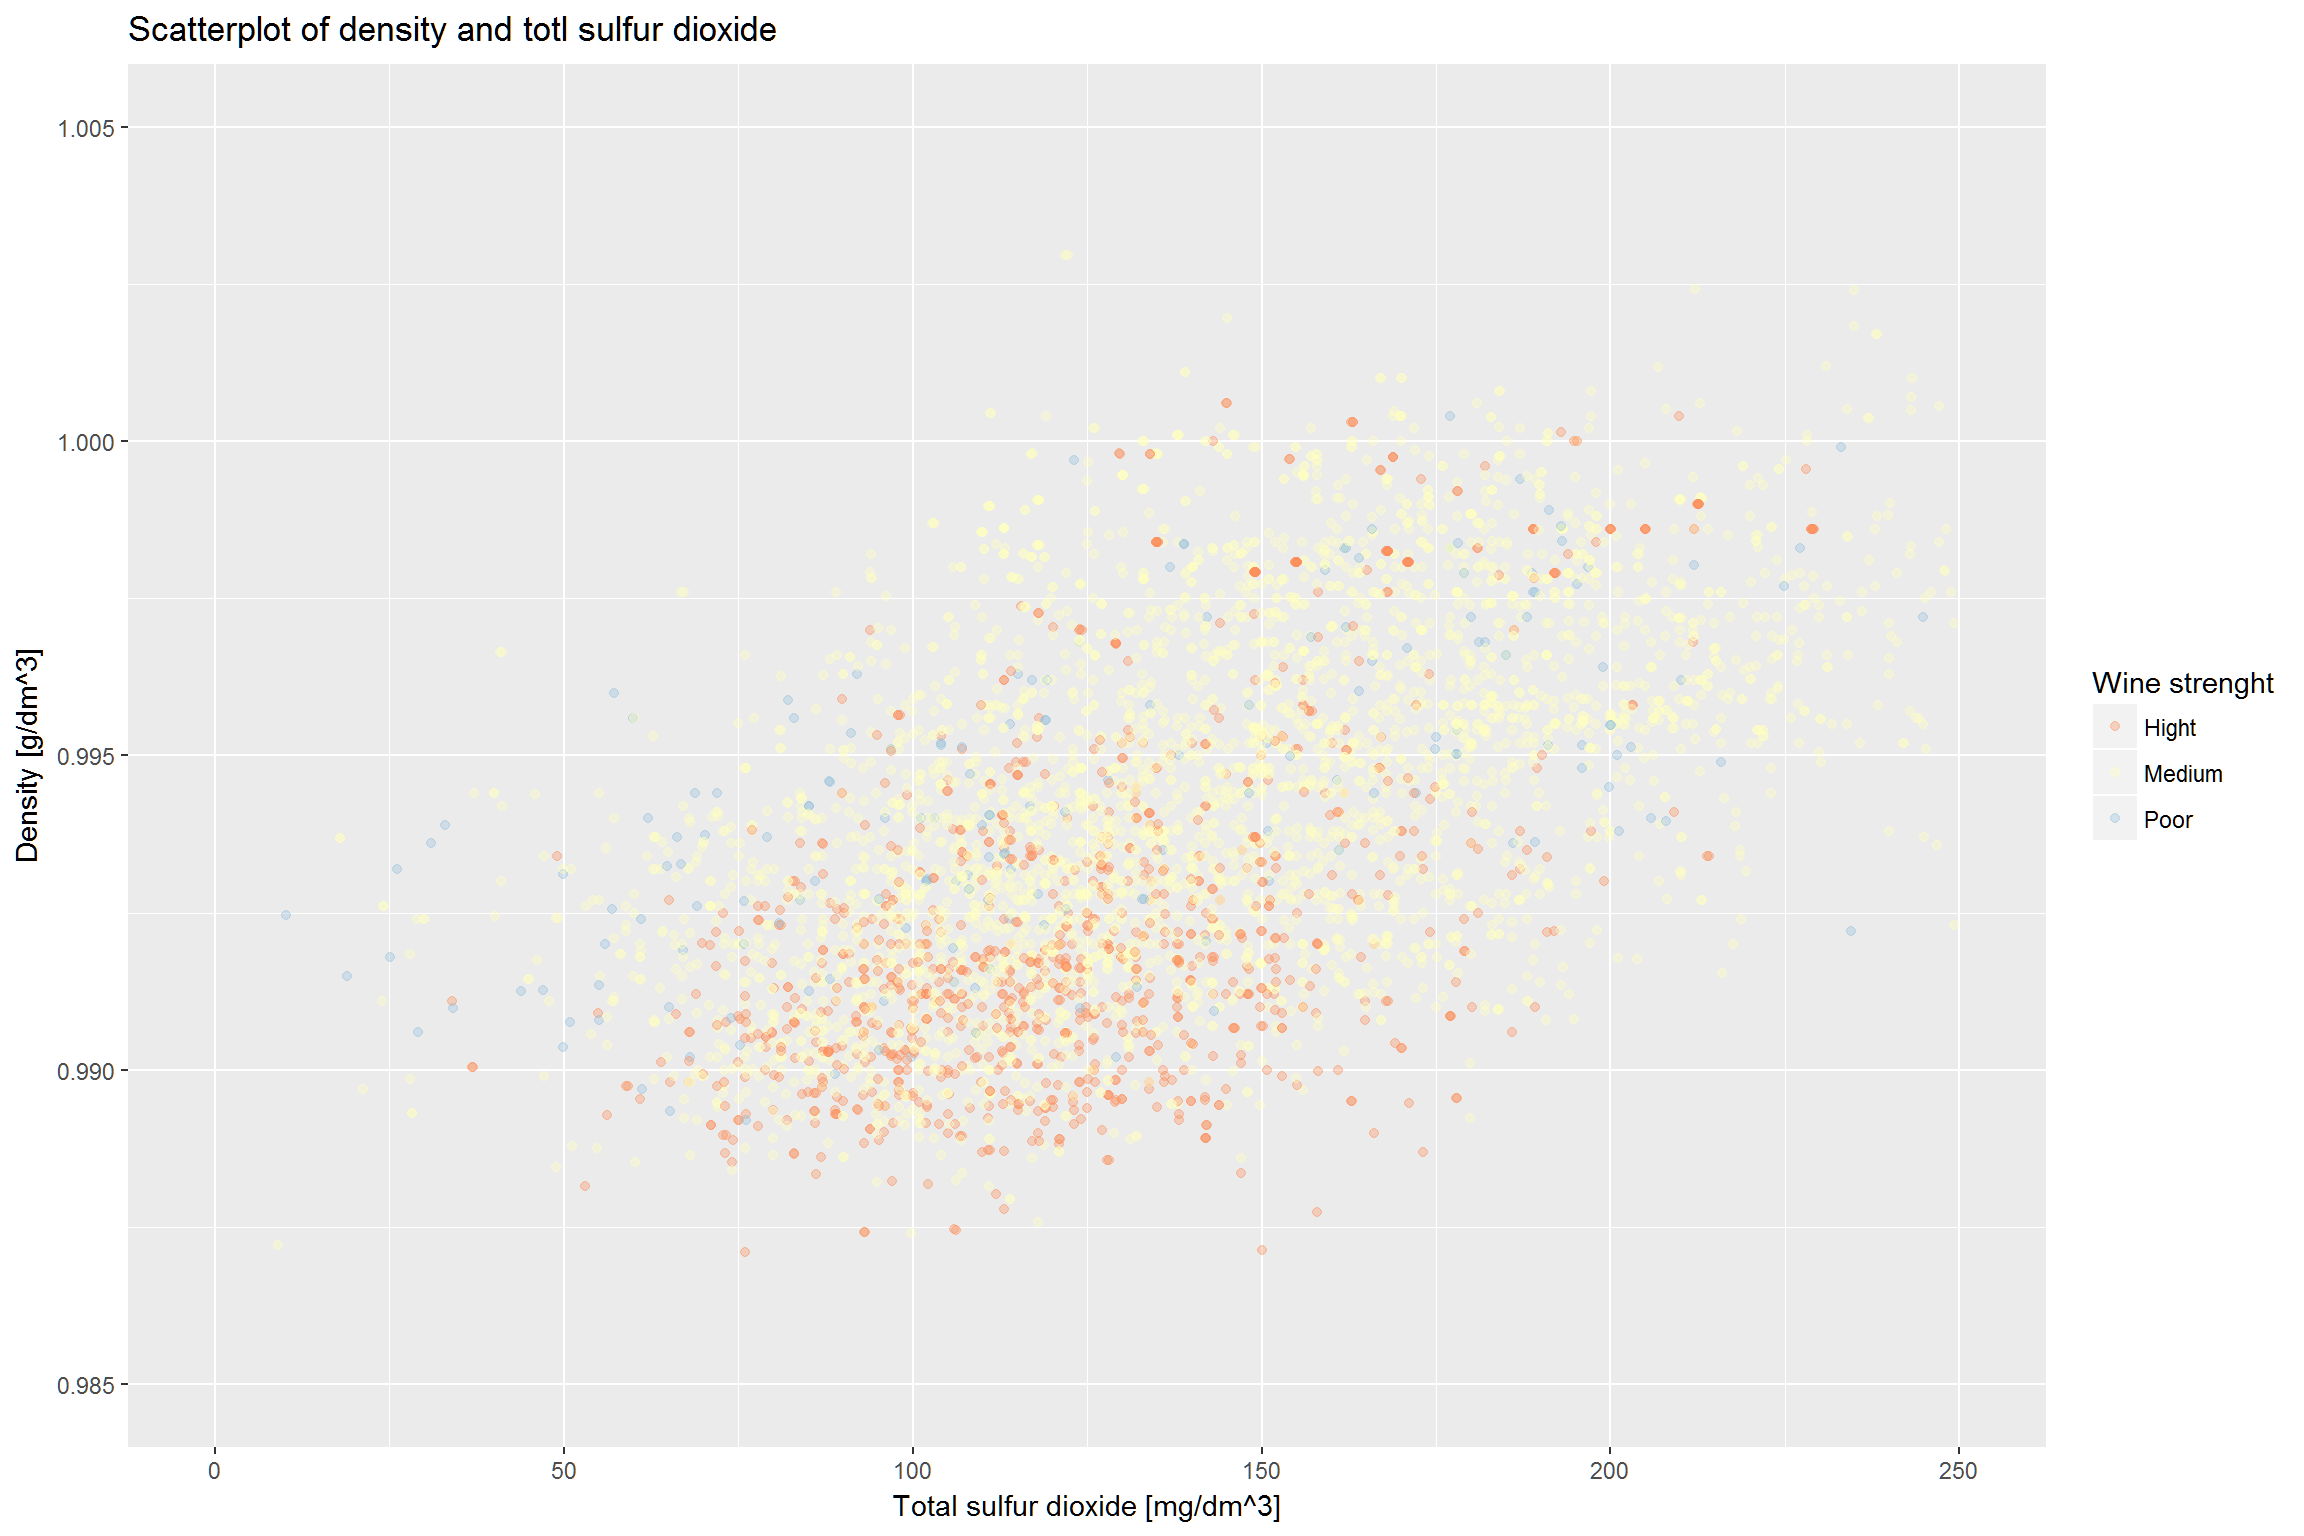 Scatterplot of density and totl sulfur dioxide
1.005
1.000
0.995
0.990
0.985
Density [g/dm^3]
0
50
100
150
200
250
Total sulfur dioxide [mg/dm^3]
Wine strenght
Hight
Medium
Poor